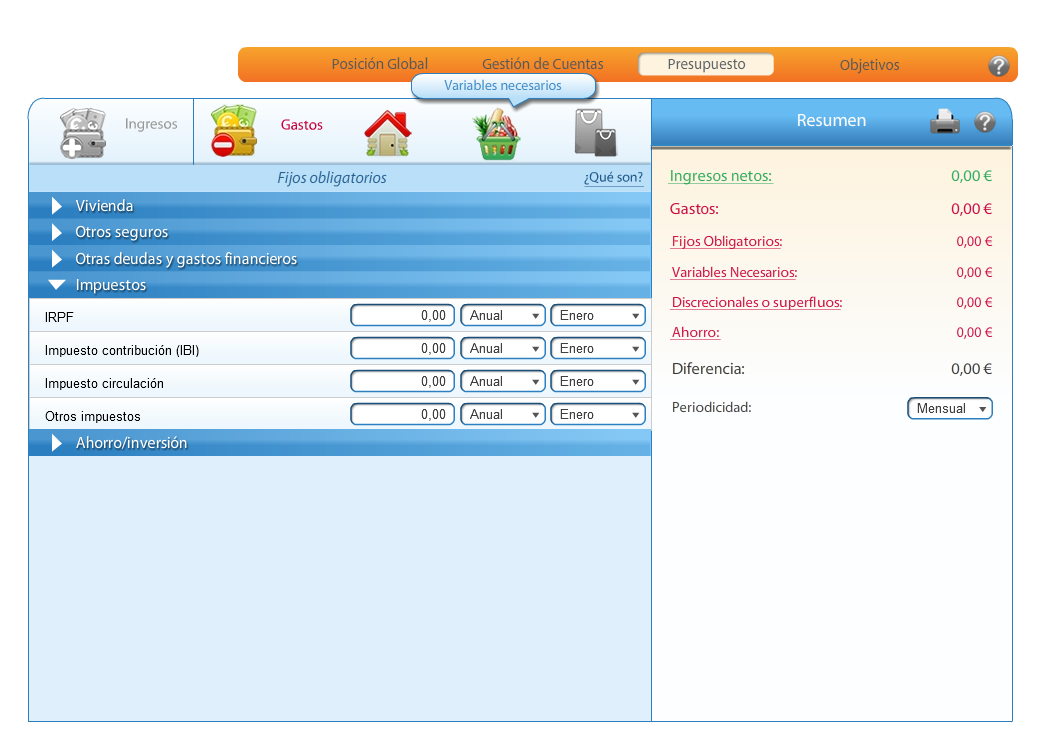 Posición Global Gestión de Cuentas Presupuesto Objetivos ?
Variables necesarios
Ingresos Gastos
Resumen ?
Fijos obligatorios ¿Qué son?
Vivienda
Otros seguros
Otras deudas y gastos financieros
Impuestos
IRPF 0,00 Anual Enero
Impuesto contribución (IBI) 0,00 Anual Enero
Impuesto circulación 0,00 Anual Enero
Otros impuestos 0,00 Anual Enero
Ahorro/inversión
Ingresos netos: 0,00 €
Gastos: 0,00 €
Fijos Obligatorios: 0,00 €
Variables Necesarios: 0,00 €
Discrecionales o superfluos: 0,00 €
Ahorro: 0,00 €
Diferencia: 0,00 €
Periodicidad: Mensual